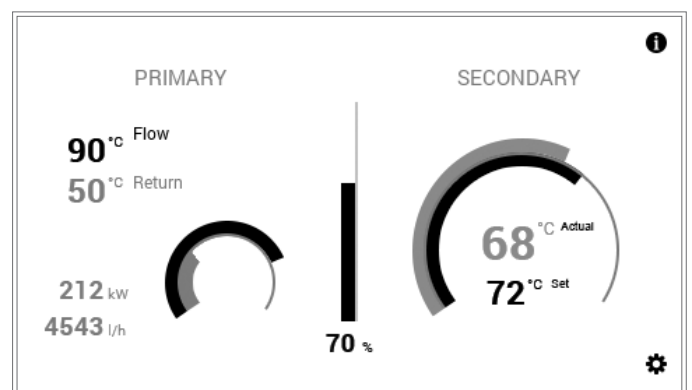 PRIMARY
90 °C Flow
50 °C Return
212 kW
4543 l/h
70 %
SECONDARY
68 °C Actual
72 °C Set